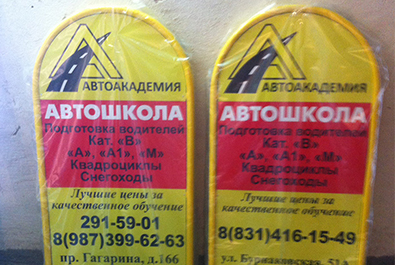 АВТОАКАДЕМИЯ
АВТОШКОЛА
Подготовка водителей
Кат. «В»
«А», «А1», «М»
Квадроциклы
Снегоходы
Лучшие цены за
качественное обучение
291-59-01
8(987)399-62-63
пр. Гагарина, д.166
АВТОАКАДЕМИЯ
АВТОШКОЛА
Подготовка водителей
Кат. «В»
«А», «А1», «М»
Квадроциклы
Снегоходы
Лучшие цены за
качественное обучение
8(831)416-15-49
ул.